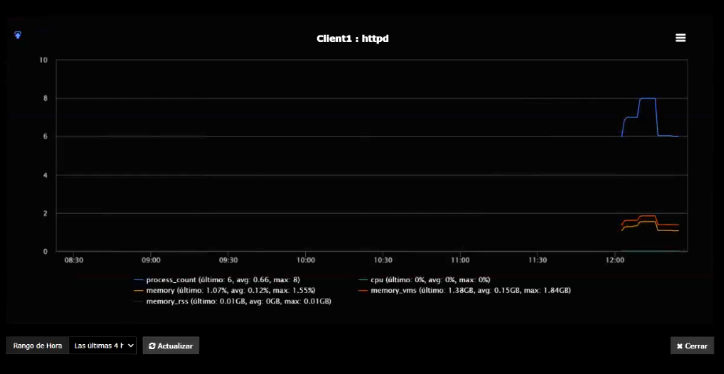 Client1 : httpd
10
8
6
4
2
0
08:30 09:00 09:30 10:00 10:30 11:00 11:30 12:00
process_count (último: 6, avg: 0.66, max: 8) cpu (último: 0%, avg: 0%, max: 0%)
memory (último: 1.07%, avg: 0.12%, max: 1.55%) memory_vms (último: 1.38GB, avg: 0.15GB, max: 1.84GB)
memory_rss (último: 0.01GB, avg: 0GB, max: 0.01GB)
Rango de Hora Las últimas 4 h Actualizar Cerrar